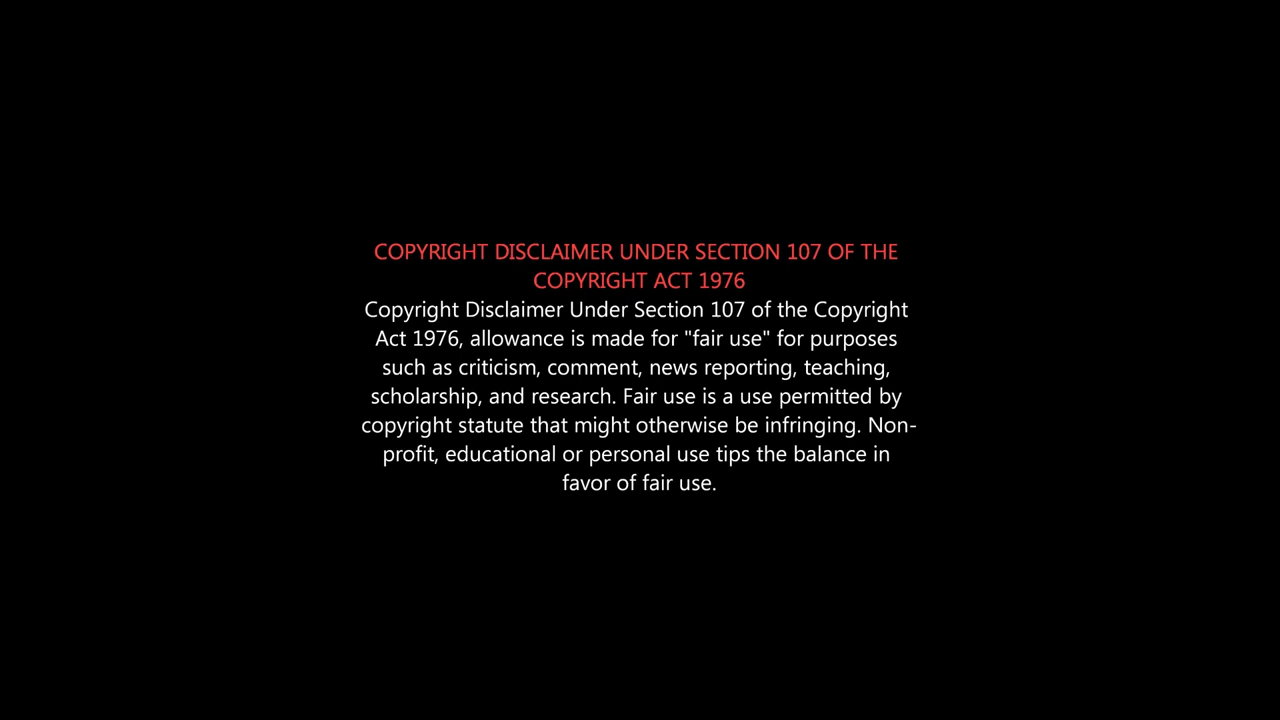 COPYRIGHT DISCLAIMER UNDER SECTION 107 OF THE
COPYRIGHT ACT 1976
Copyright Disclaimer Under Section 107 of the Copyright
Act 1976, allowance is made for "fair use" for purposes
such as criticism, comment, news reporting, teaching,
scholarship, and research. Fair use is a use permitted by
copyright statute that might otherwise be infringing. Non-
profit, educational or personal use tips the balance in
favor of fair use.